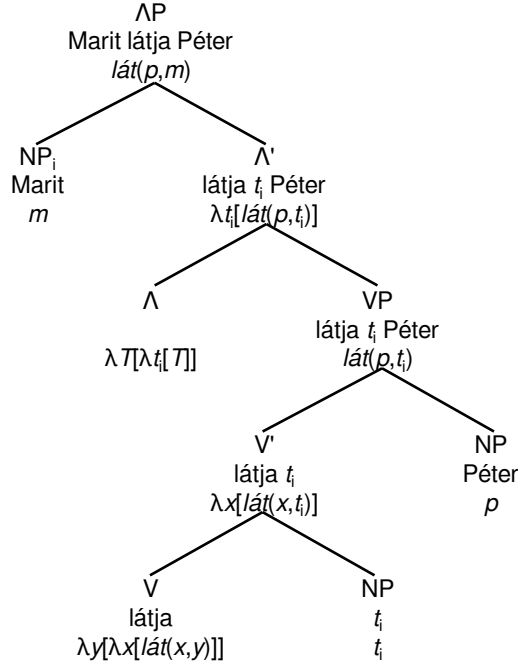 ΛP
Marit látja Péter
lát(p,m)
NPi Λ'
Marit látja ti Péter
m λti[lát(p,ti)]
Λ VP
látja ti Péter
λT[λti[T]] lát(p,ti)
V' NP
látja ti Péter
λx[lát(x,ti)] p
V NP
látja ti
λy[λx[lát(x,y)]] ti